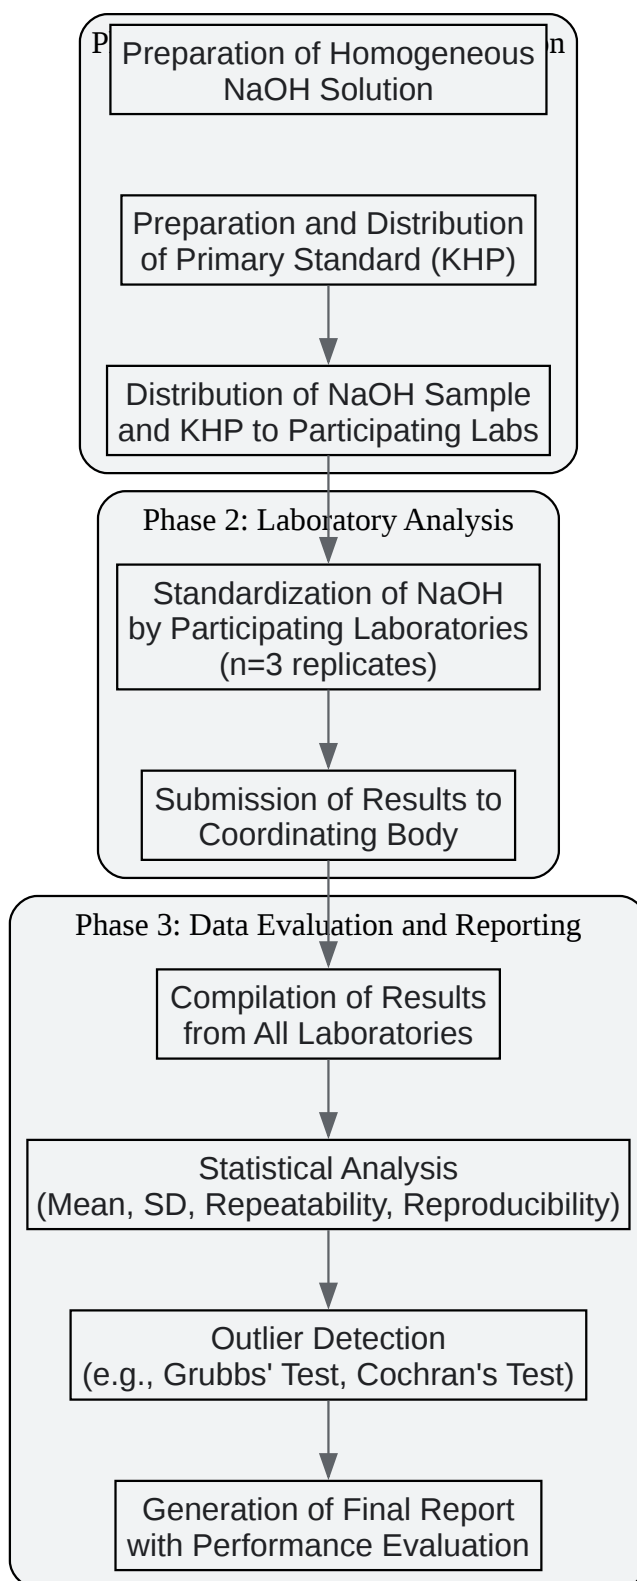 Preparation of Homogeneous
NaOH Solution
Preparation and Distribution
of Primary Standard (KHP)
Distribution of NaOH Sample
and KHP to Participating Labs
Phase 2: Laboratory Analysis
Standardization of NaOH
by Participating Laboratories
(n=3 replicates)
Submission of Results to
Coordinating Body
Phase 3: Data Evaluation and Reporting
Compilation of Results
from All Laboratories
Statistical Analysis
(Mean, SD, Repeatability, Reproducibility)
Outlier Detection
(e.g., Grubbs' Test, Cochran's Test)
Generation of Final Report
with Performance Evaluation